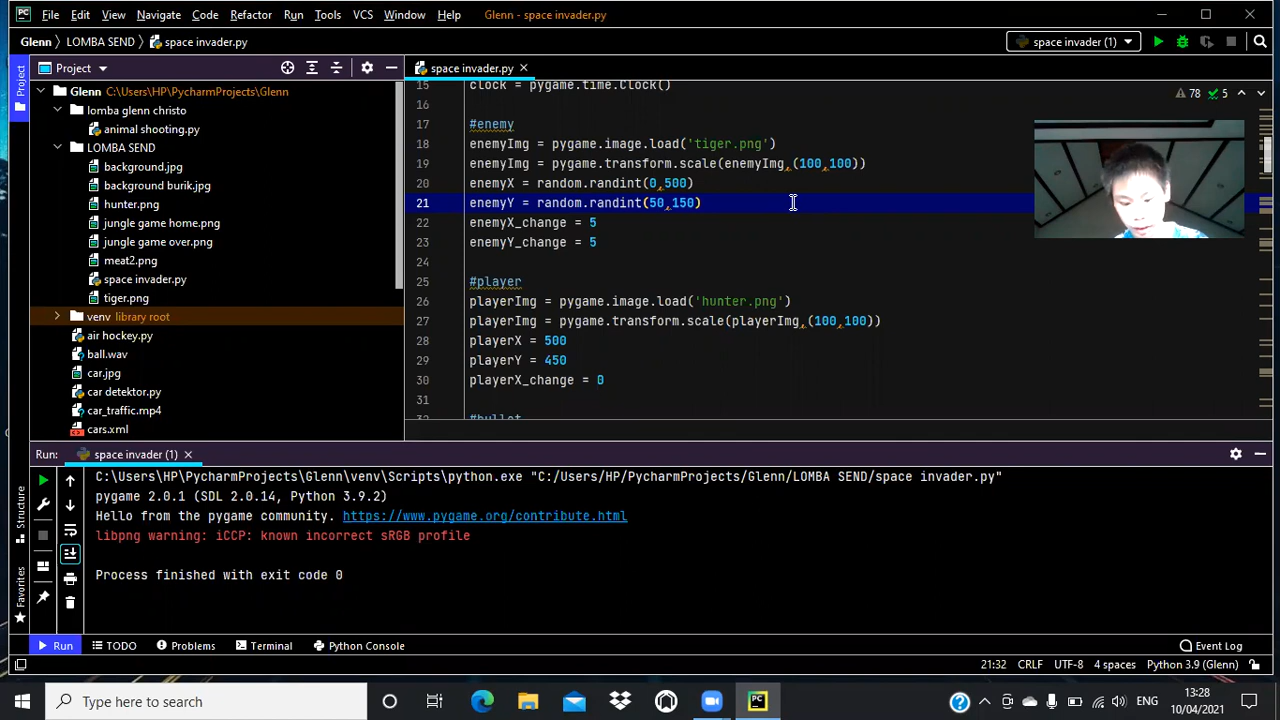 File Edit View Navigate Code Refactor Run Tools VCS Window Help Glenn - space invader.py
Glenn LOMBA SEND space invader.py space invader (1)
Project
space invader.py
Project
Glenn C:\Users\HP\PycharmProjects\Glenn
lomba glenn christo
animal shooting.py
LOMBA SEND
background.jpg
background burik.jpg
hunter.png
jungle game home.png
jungle game over.png
meat2.png
space invader.py
tiger.png
venv library root
air hockey.py
ball.wav
car.jpg
car detektor.py
car_traffic.mp4
cars.xml
78 5
15 clock = pygame.time.Clock()
16
17 #enemy
18 enemyImg = pygame.image.load('tiger.png')
19 enemyImg = pygame.transform.scale(enemyImg,(100,100))
20 enemyX = random.randint(0,500)
21 enemyY = random.randint(50,150)
22 enemyX_change = 5
23 enemyY_change = 5
24
25 #player
26 playerImg = pygame.image.load('hunter.png')
27 playerImg = pygame.transform.scale(playerImg,(100,100))
28 playerX = 500
29 playerY = 450
30 playerX_change = 0
31
32 #bullet
Run: space invader (1)
C:\Users\HP\PycharmProjects\Glenn\venv\Scripts\python.exe "C:/Users/HP/PycharmProjects/Glenn/LOMBA SEND/space invader.py"
pygame 2.0.1 (SDL 2.0.14, Python 3.9.2)
Hello from the pygame community. https://www.pygame.org/contribute.html
libpng warning: iCCP: known incorrect sRGB profile
Process finished with exit code 0
Structure
Favorites
Run TODO Problems Terminal Python Console Event Log
21:32 CRLF UTF-8 4 spaces Python 3.9 (Glenn)
Type here to search
ENG
13:28
10/04/2021